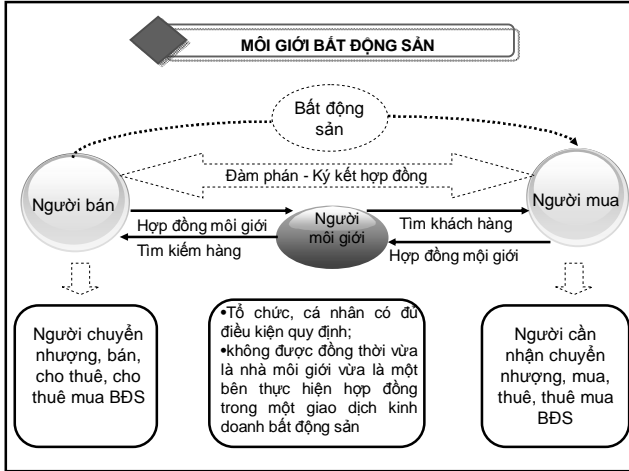 MÔI GIỚI BẤT ĐỘNG SẢN
Bất động
sản
Đàm phán - Ký kết hợp đồng
Người bán
Người mua
Hợp đồng môi giới
Tìm kiếm hàng
Người
môi giới
Tìm khách hàng
Hợp đồng mội giới
Người chuyển
nhượng, bán,
cho thuê, cho
thuê mua BĐS
•Tổ chức, cá nhân có đủ
điều kiện quy định;
•không được đồng thời vừa
là nhà môi giới vừa là một
bên thực hiện hợp đồng
trong một giao dịch kinh
doanh bất động sản
Người cần
nhận chuyển
nhượng, mua,
thuê, thuê mua
BĐS